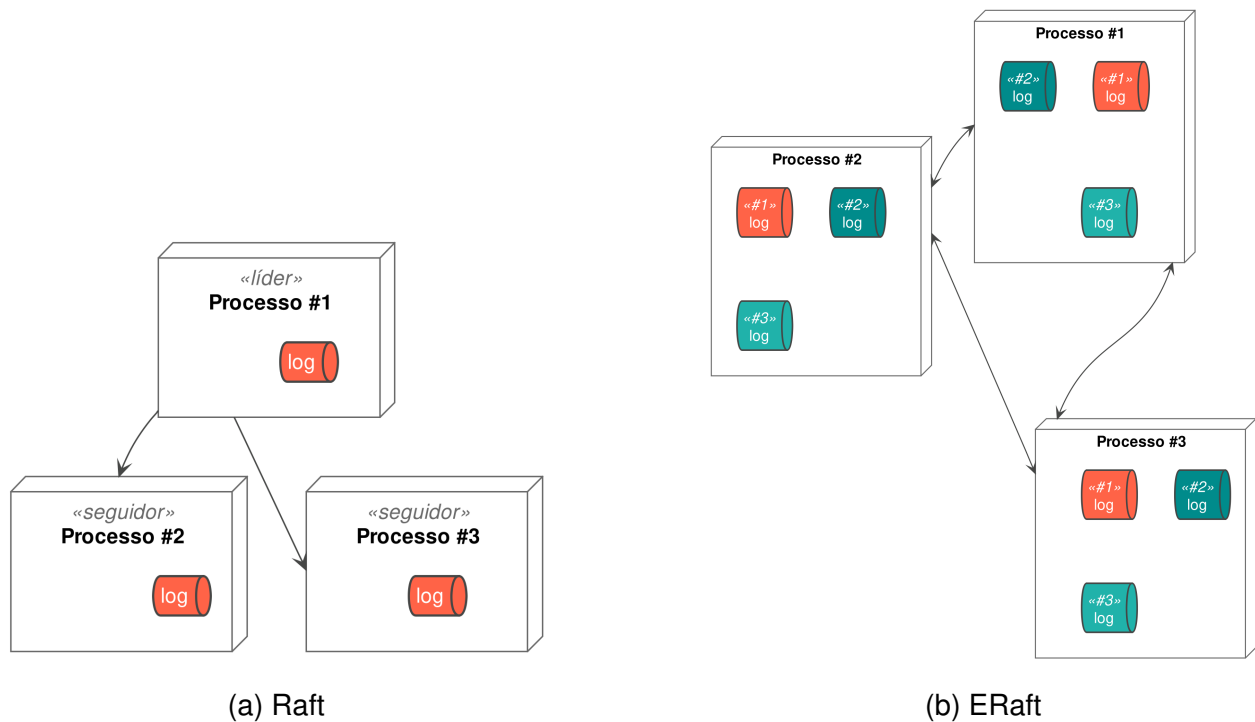 «líder»
Processo #1
log
«seguidor»
Processo #2
log
«seguidor»
Processo #3
log
(a) Raft
Processo #1
«#2»
log
«#1»
log
«#3»
log
Processo #2
«#1»
log
«#2»
log
«#3»
log
Processo #3
«#1»
log
«#2»
log
«#3»
log
(b) ERaft